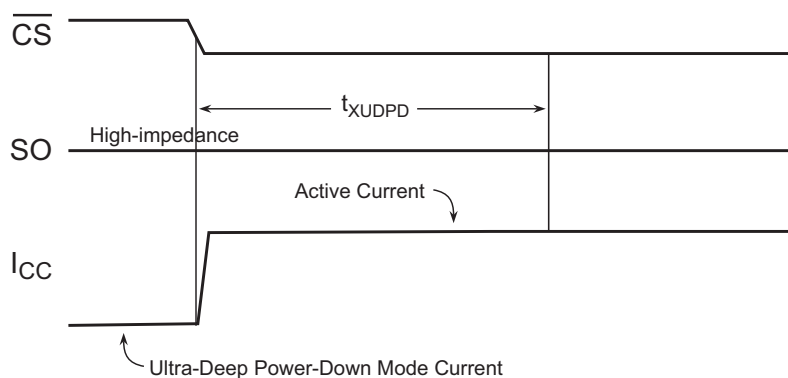 CS
tXUDPD
High-impedance
SO
Active Current
ICC
Ultra-Deep Power-Down Mode Current